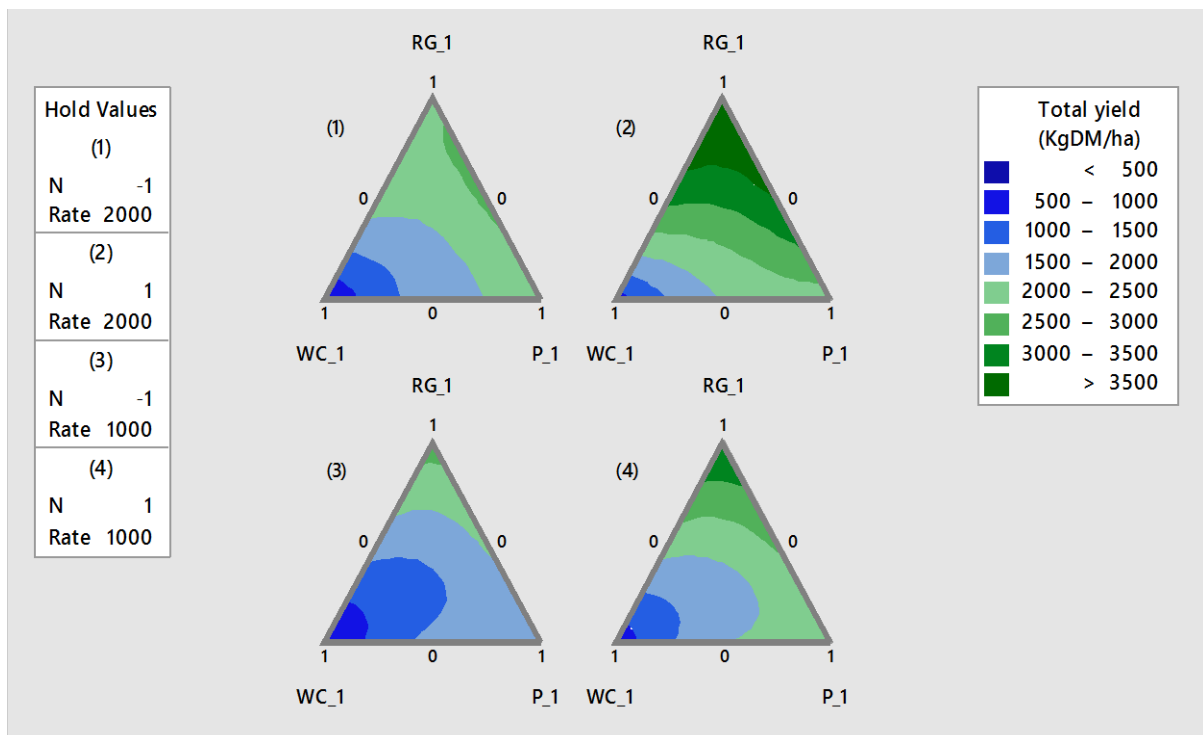 Hold Values
(1)
N -1
Rate 2000
(2)
N 1
Rate 2000
(3)
N -1
Rate 1000
(4)
N 1
Rate 1000
RG_1
1
(1)
0 0
1 0 1
WC_1 P_1
RG_1
1
(2)
0 0
1 0 1
WC_1 P_1
RG_1
1
(3)
0 0
1 0 1
WC_1 P_1
RG_1
1
(4)
0 0
1 0 1
WC_1 P_1
Total yield
(KgDM/ha)
< 500
500 – 1000
1000 – 1500
1500 – 2000
2000 – 2500
2500 – 3000
3000 – 3500
> 3500